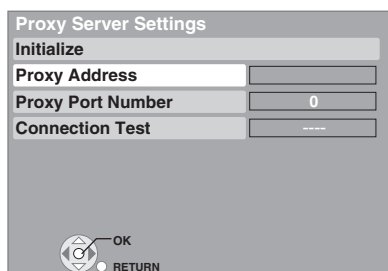 Proxy Server Settings
Initialize
Proxy Address
Proxy Port Number 0
Connection Test ----
OK
RETURN